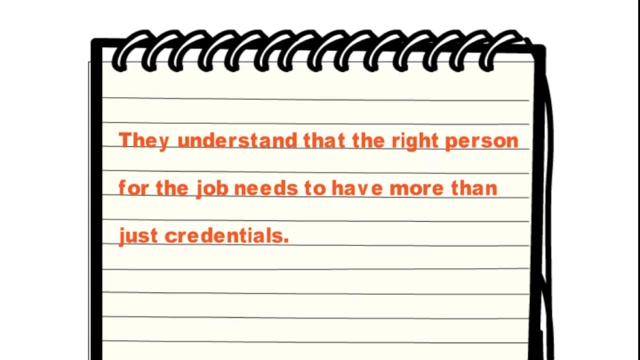 They understand that the right person
for the job needs to have more than
just credentials.